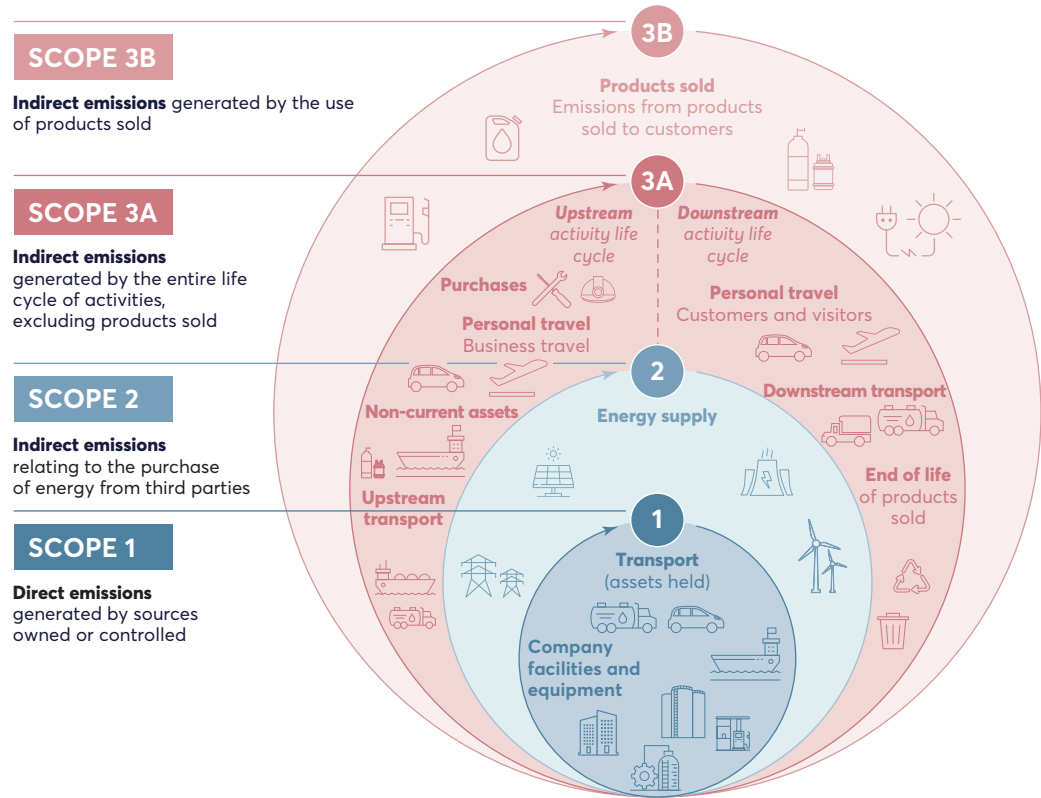 SCOPE 3B
Indirect emissions generated by the use
of products sold
SCOPE 3A
Indirect emissions
generated by the entire life
cycle of activities,
excluding products sold
SCOPE 2
Indirect emissions
relating to the purchase
of energy from third parties
SCOPE 1
Direct emissions
generated by sources
owned or controlled
3B
Products sold
Emissions from products
sold to customers
3A
Upstream
activity life
cycle
Downstream
activity life
cycle
Purchases
Personal travel
Business travel
Non-current assets
Upstream
transport
Personal travel
Customers and visitors
Downstream transport
End of life
of products
sold
2
Energy supply
1
Transport
(assets held)
Company
facilities and
equipment